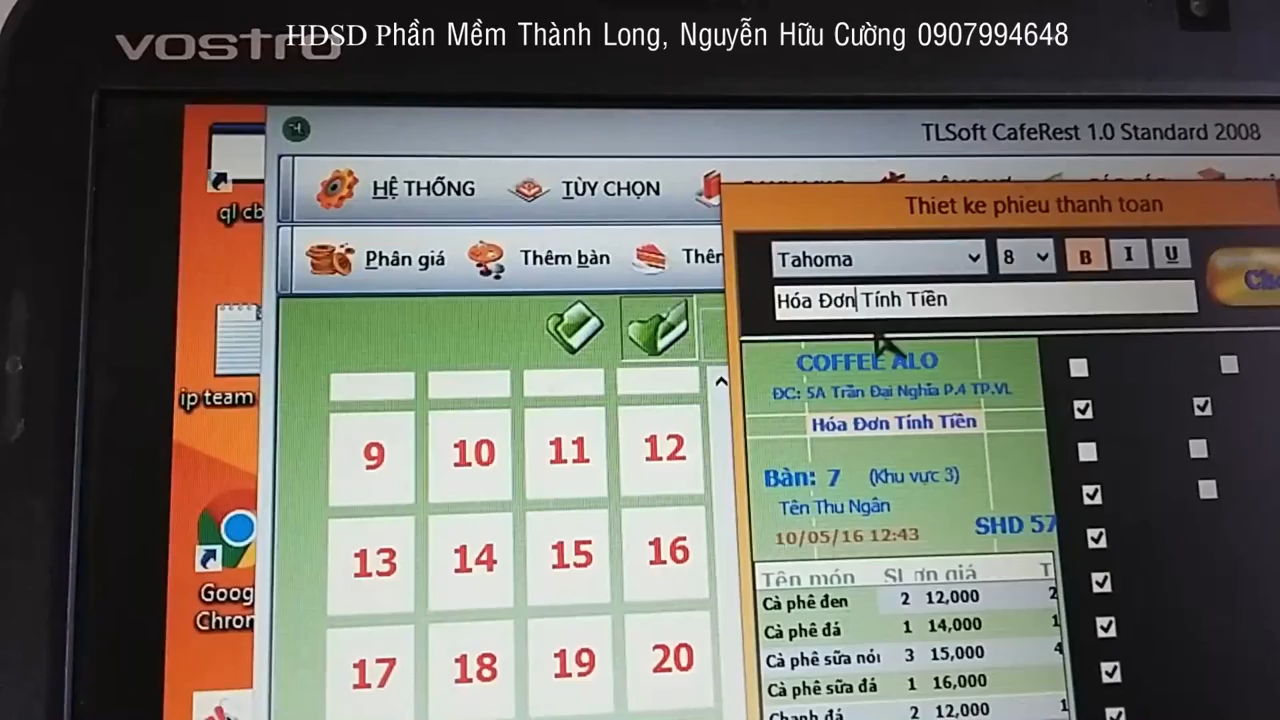 HDSD Phần Mềm Thành Long, Nguyễn Hữu Cường 0907994648
VOSTRO
TLSoft CafeRest 1.0 Standard 2008
ql cb
HỆ THỐNG
TÙY CHỌN
Thiet ke phieu thanh toan
Phân giá
Thêm bàn
Tahoma
8
B I U
Hóa Đơn Tính Tiền
ip team
COFFEE ALO
ĐC: 5A Trần Đại Nghĩa P.4 TP.VL
Hóa Đơn Tính Tiền
9 10 11 12
Bàn: 7 (Khu vực 3)
Tên Thu Ngân
SHD 57
10/05/16 12:43
13 14 15 16
Goog
Chron
Tên món
Cà phê đen 2 12,000
Cà phê đá 1 14,000
Cà phê sữa nói 3 15,000
Cà phê sữa đá 1 16,000
Chanh đá 2 12,000
17 18 19 20